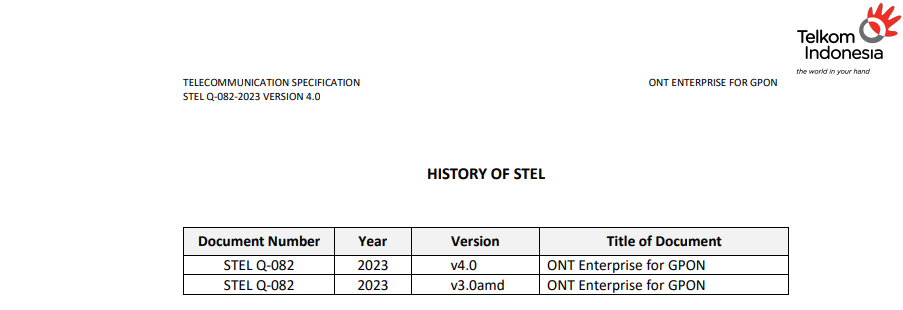 Telkom
Indonesia
the world in your hand
TELECOMMUNICATION SPECIFICATION ONT ENTERPRISE FOR GPON
STEL Q-082-2023 VERSION 4.0
HISTORY OF STEL
Document Number Year Version Title of Document
STEL Q-082 2023 v4.0 ONT Enterprise for GPON
STEL Q-082 2023 v3.0amd ONT Enterprise for GPON